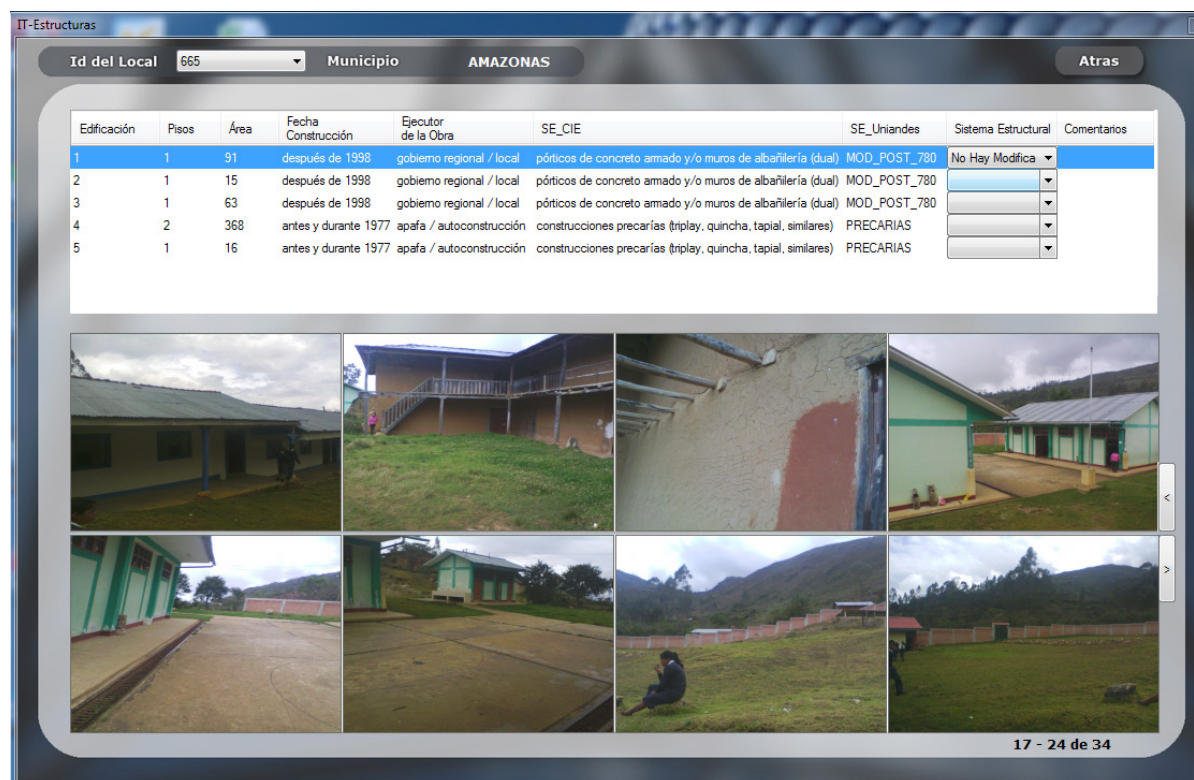 IT-Estructuras
Id del Local 665 Municipio AMAZONAS Atras
Edificación Pisos Área Fecha Construcción Ejecutor de la Obra SE_CIE SE_Uniandes Sistema Estructural Comentarios
1 1 91 después de 1998 gobierno regional / local pórticos de concreto armado y/o muros de albañilería (dual) MOD_POST_780 No Hay Modifica
2 1 15 después de 1998 gobierno regional / local pórticos de concreto armado y/o muros de albañilería (dual) MOD_POST_780
3 1 63 después de 1998 gobierno regional / local pórticos de concreto armado y/o muros de albañilería (dual) MOD_POST_780
4 2 368 antes y durante 1977 apafa / autoconstrucción construcciones precarías (triplay, quincha, tapial, similares) PRECARIAS
5 1 16 antes y durante 1977 apafa / autoconstrucción construcciones precarías (triplay, quincha, tapial, similares) PRECARIAS
<
>
17 - 24 de 34